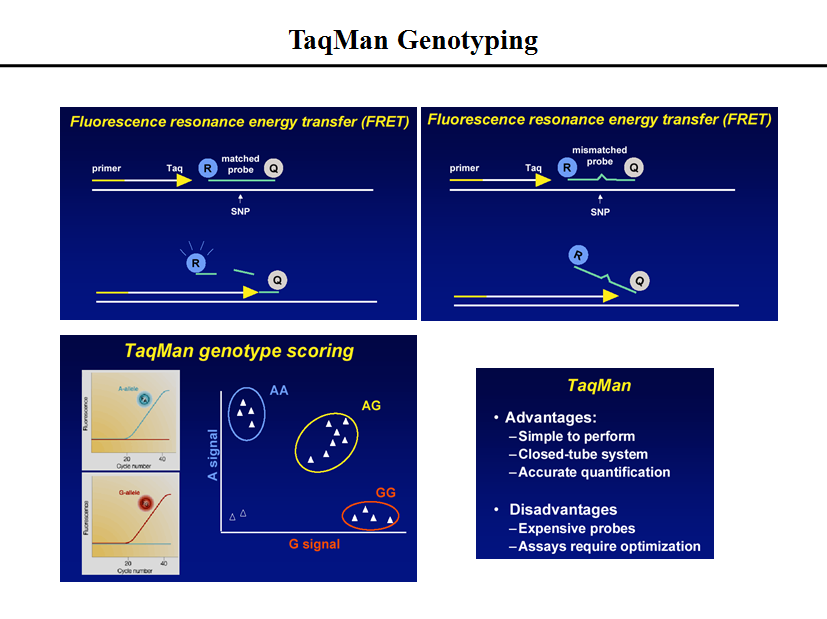 TaqMan Genotyping
Fluorescence resonance energy transfer (FRET)
matched
primer Taq R probe Q
SNP
R
Q
Fluorescence resonance energy transfer (FRET)
mismatched
primer Taq R probe Q
SNP
R
Q
TaqMan genotype scoring
A-allele
A
Fluorescence
20 40
Cycle number
G-allele
G
Fluorescence
20 40
Cycle number
AA
AG
GG
A signal
G signal
TaqMan
• Advantages:
–Simple to perform
–Closed-tube system
–Accurate quantification
• Disadvantages
–Expensive probes
–Assays require optimization